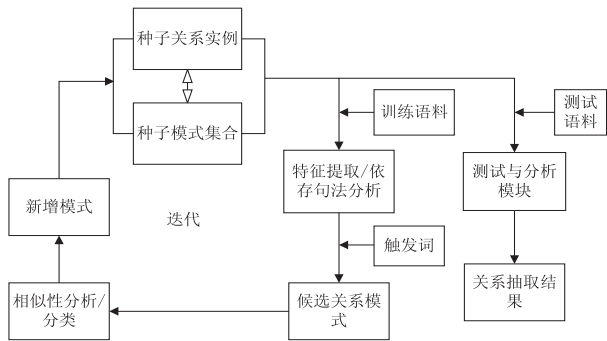 种子关系实例
种子模式集合
训练语料
测试
语料
特征提取/依
存句法分析
测试与分析
模块
新增模式
迭代
触发词
相似性分析/
分类
候选关系模
式
关系抽取结
果